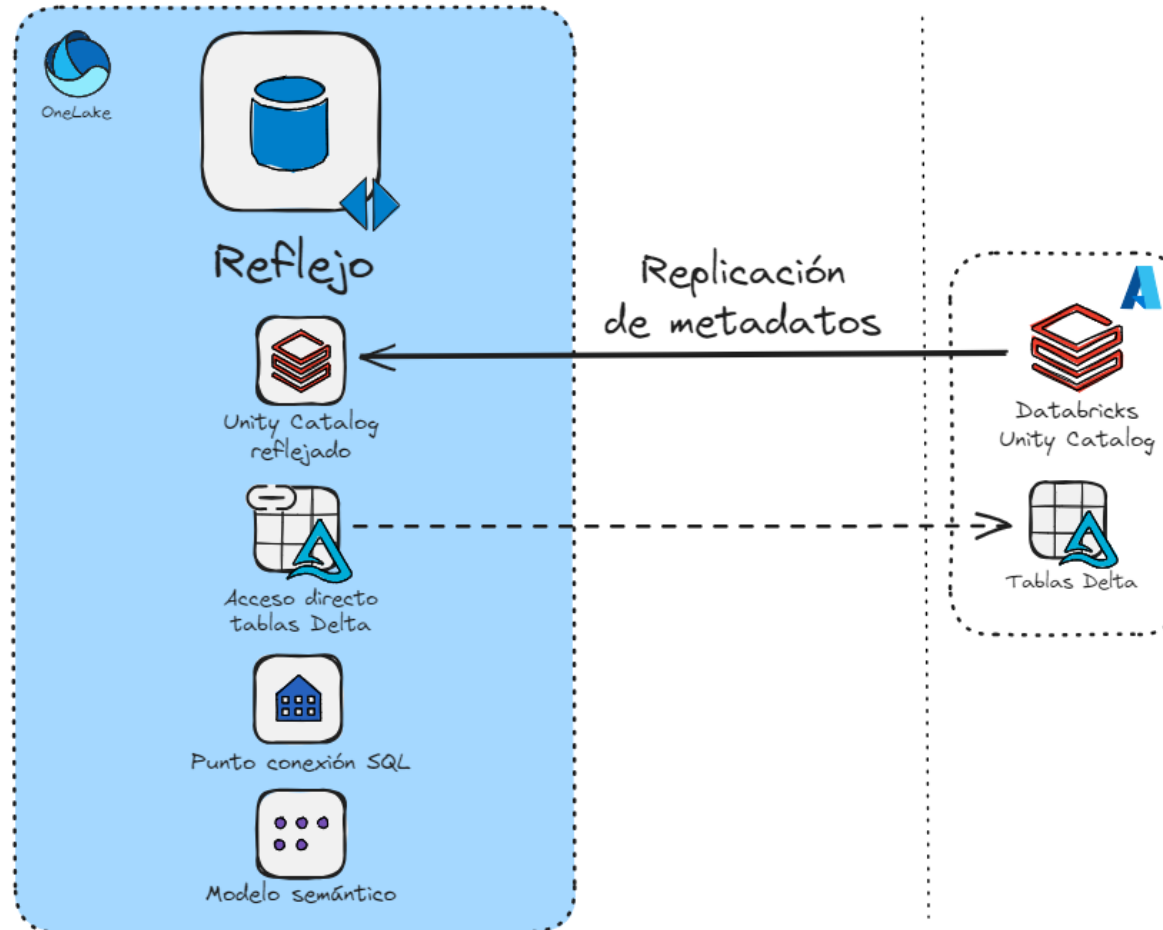 OneLake
Reflejo
Replicación
de metadatos
Unity Catalog
reflejado
Databricks
Unity Catalog
Acceso directo
tablas Delta
Tablas Delta
Punto conexión SQL
Modelo semántico